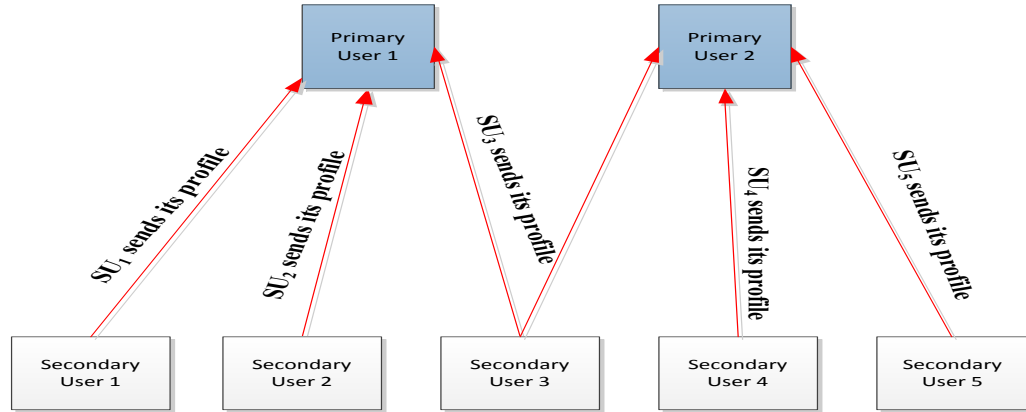 Primary
User 1
Primary
User 2
SU₁ sends its profile
SU₂ sends its profile
SU₃ sends its profile
SU₄ sends its profile
SU₅ sends its profile
Secondary
User 1
Secondary
User 2
Secondary
User 3
Secondary
User 4
Secondary
User 5